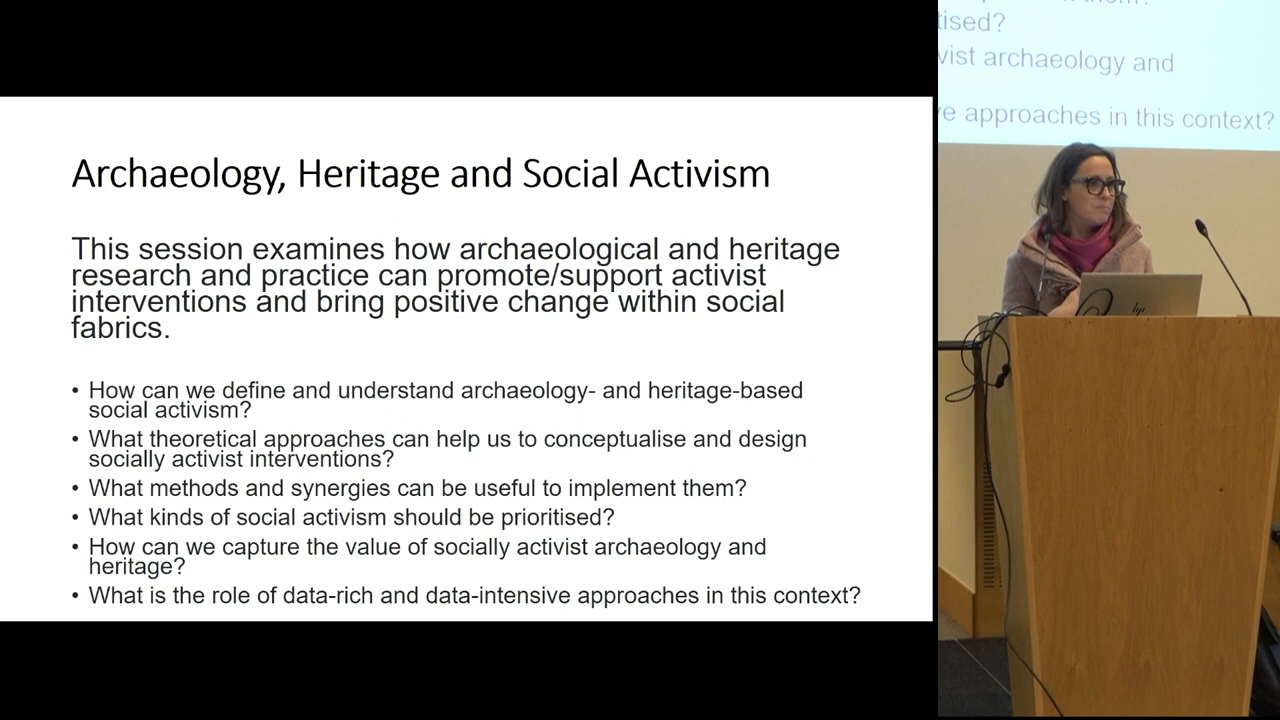 Archaeology, Heritage and Social Activism
This session examines how archaeological and heritage
research and practice can promote/support activist
interventions and bring positive change within social
fabrics.
• How can we define and understand archaeology- and heritage-based
social activism?
• What theoretical approaches can help us to conceptualise and design
socially activist interventions?
• What methods and synergies can be useful to implement them?
• What kinds of social activism should be prioritised?
• How can we capture the value of socially activist archaeology and
heritage?
• What is the role of data-rich and data-intensive approaches in this context?
tised?
vist archaeology and
e approaches in this context?
hp